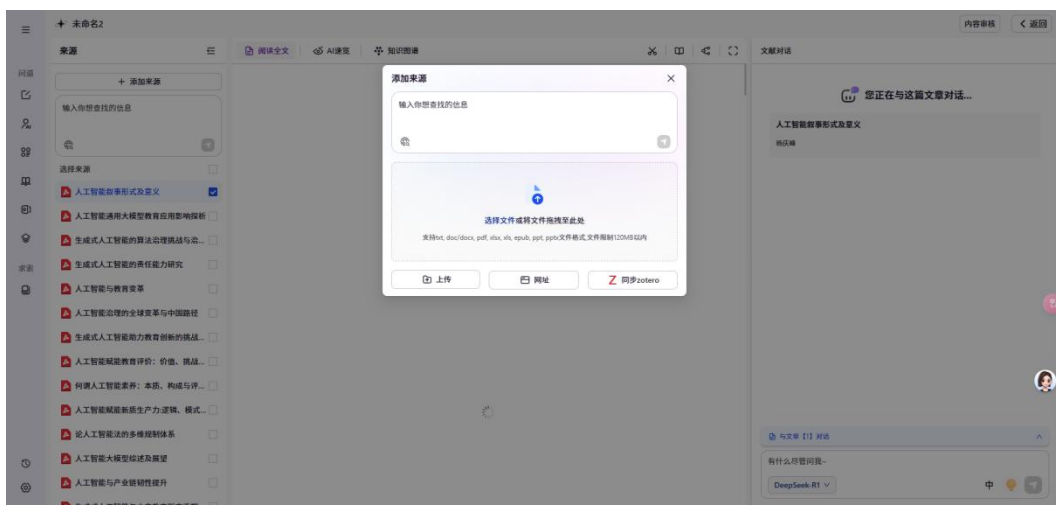 未命名2
内容审核
返回
来源
阅读全文
AI速览
知识图谱
文献对话
问道
+ 添加来源
输入你想查找的信息
选择来源
人工智能叙事形式及意义
人工智能通用大模型教育应用影响探析
生成式人工智能的算法治理挑战与治...
生成式人工智能的责任能力研究
求索
人工智能与教育变革
人工智能治理的全球变革与中国路径
生成式人工智能助力教育创新的挑战...
人工智能赋能教育评价：价值、挑战...
何谓人工智能素养：本质、构成与评...
人工智能赋能新质生产力:逻辑、模式...
论人工智能法的多维规制体系
人工智能大模型综述及展望
人工智能与产业链韧性提升
添加来源
输入你想查找的信息
选择文件或将文件拖拽至此处
支持txt, doc/docx, pdf, xlsx, xls, epub, ppt, pptx文件格式,文件限制120MB以内
上传
网址
Z 同步zotero
您正在与这篇文章对话...
人工智能叙事形式及意义
杨庆峰
与文章【1】对话
有什么尽管问我~
DeepSeek-R1
中